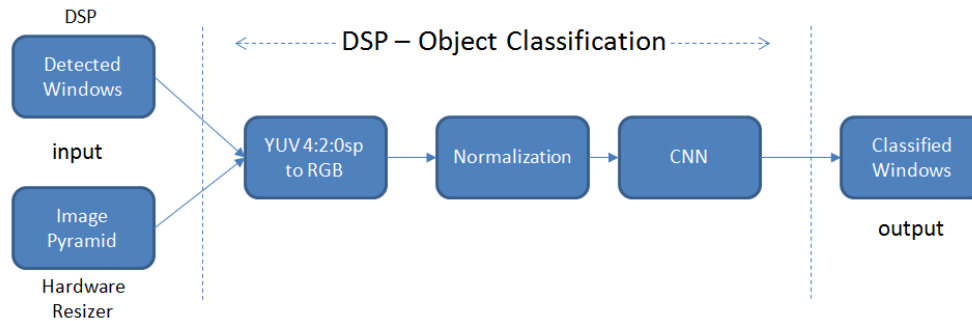 DSP
Detected
Windows
input
Image
Pyramid
Hardware
Resizer
DSP – Object Classification
YUV 4:2:0sp
to RGB
Normalization
CNN
Classified
Windows
output